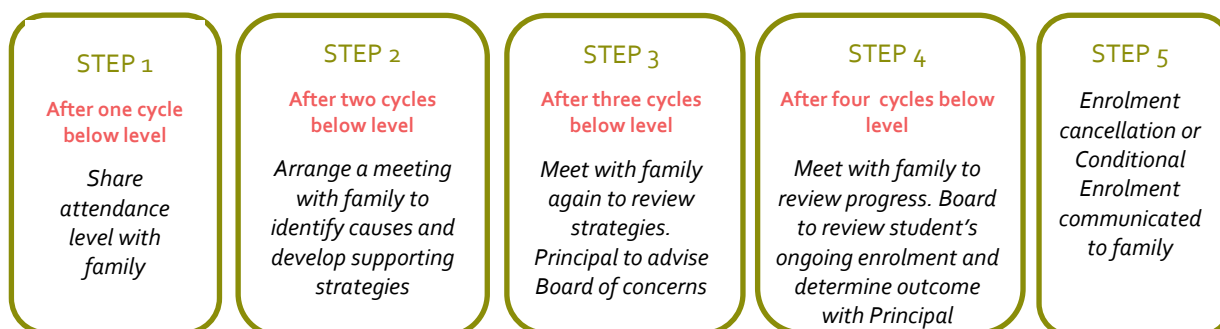 STEP 1
After one cycle
below level
Share
attendance
level with
family
STEP 2
After two cycles
below level
Arrange a meeting
with family to
identify causes and
develop supporting
strategies
STEP 3
After three cycles
below level
Meet with family
again to review
strategies.
Principal to advise
Board of concerns
STEP 4
After four cycles below
level
Meet with family to
review progress. Board
to review student's
ongoing enrolment and
determine outcome
with Principal
STEP 5
Enrolment
cancellation or
Conditional
Enrolment
communicated
to family